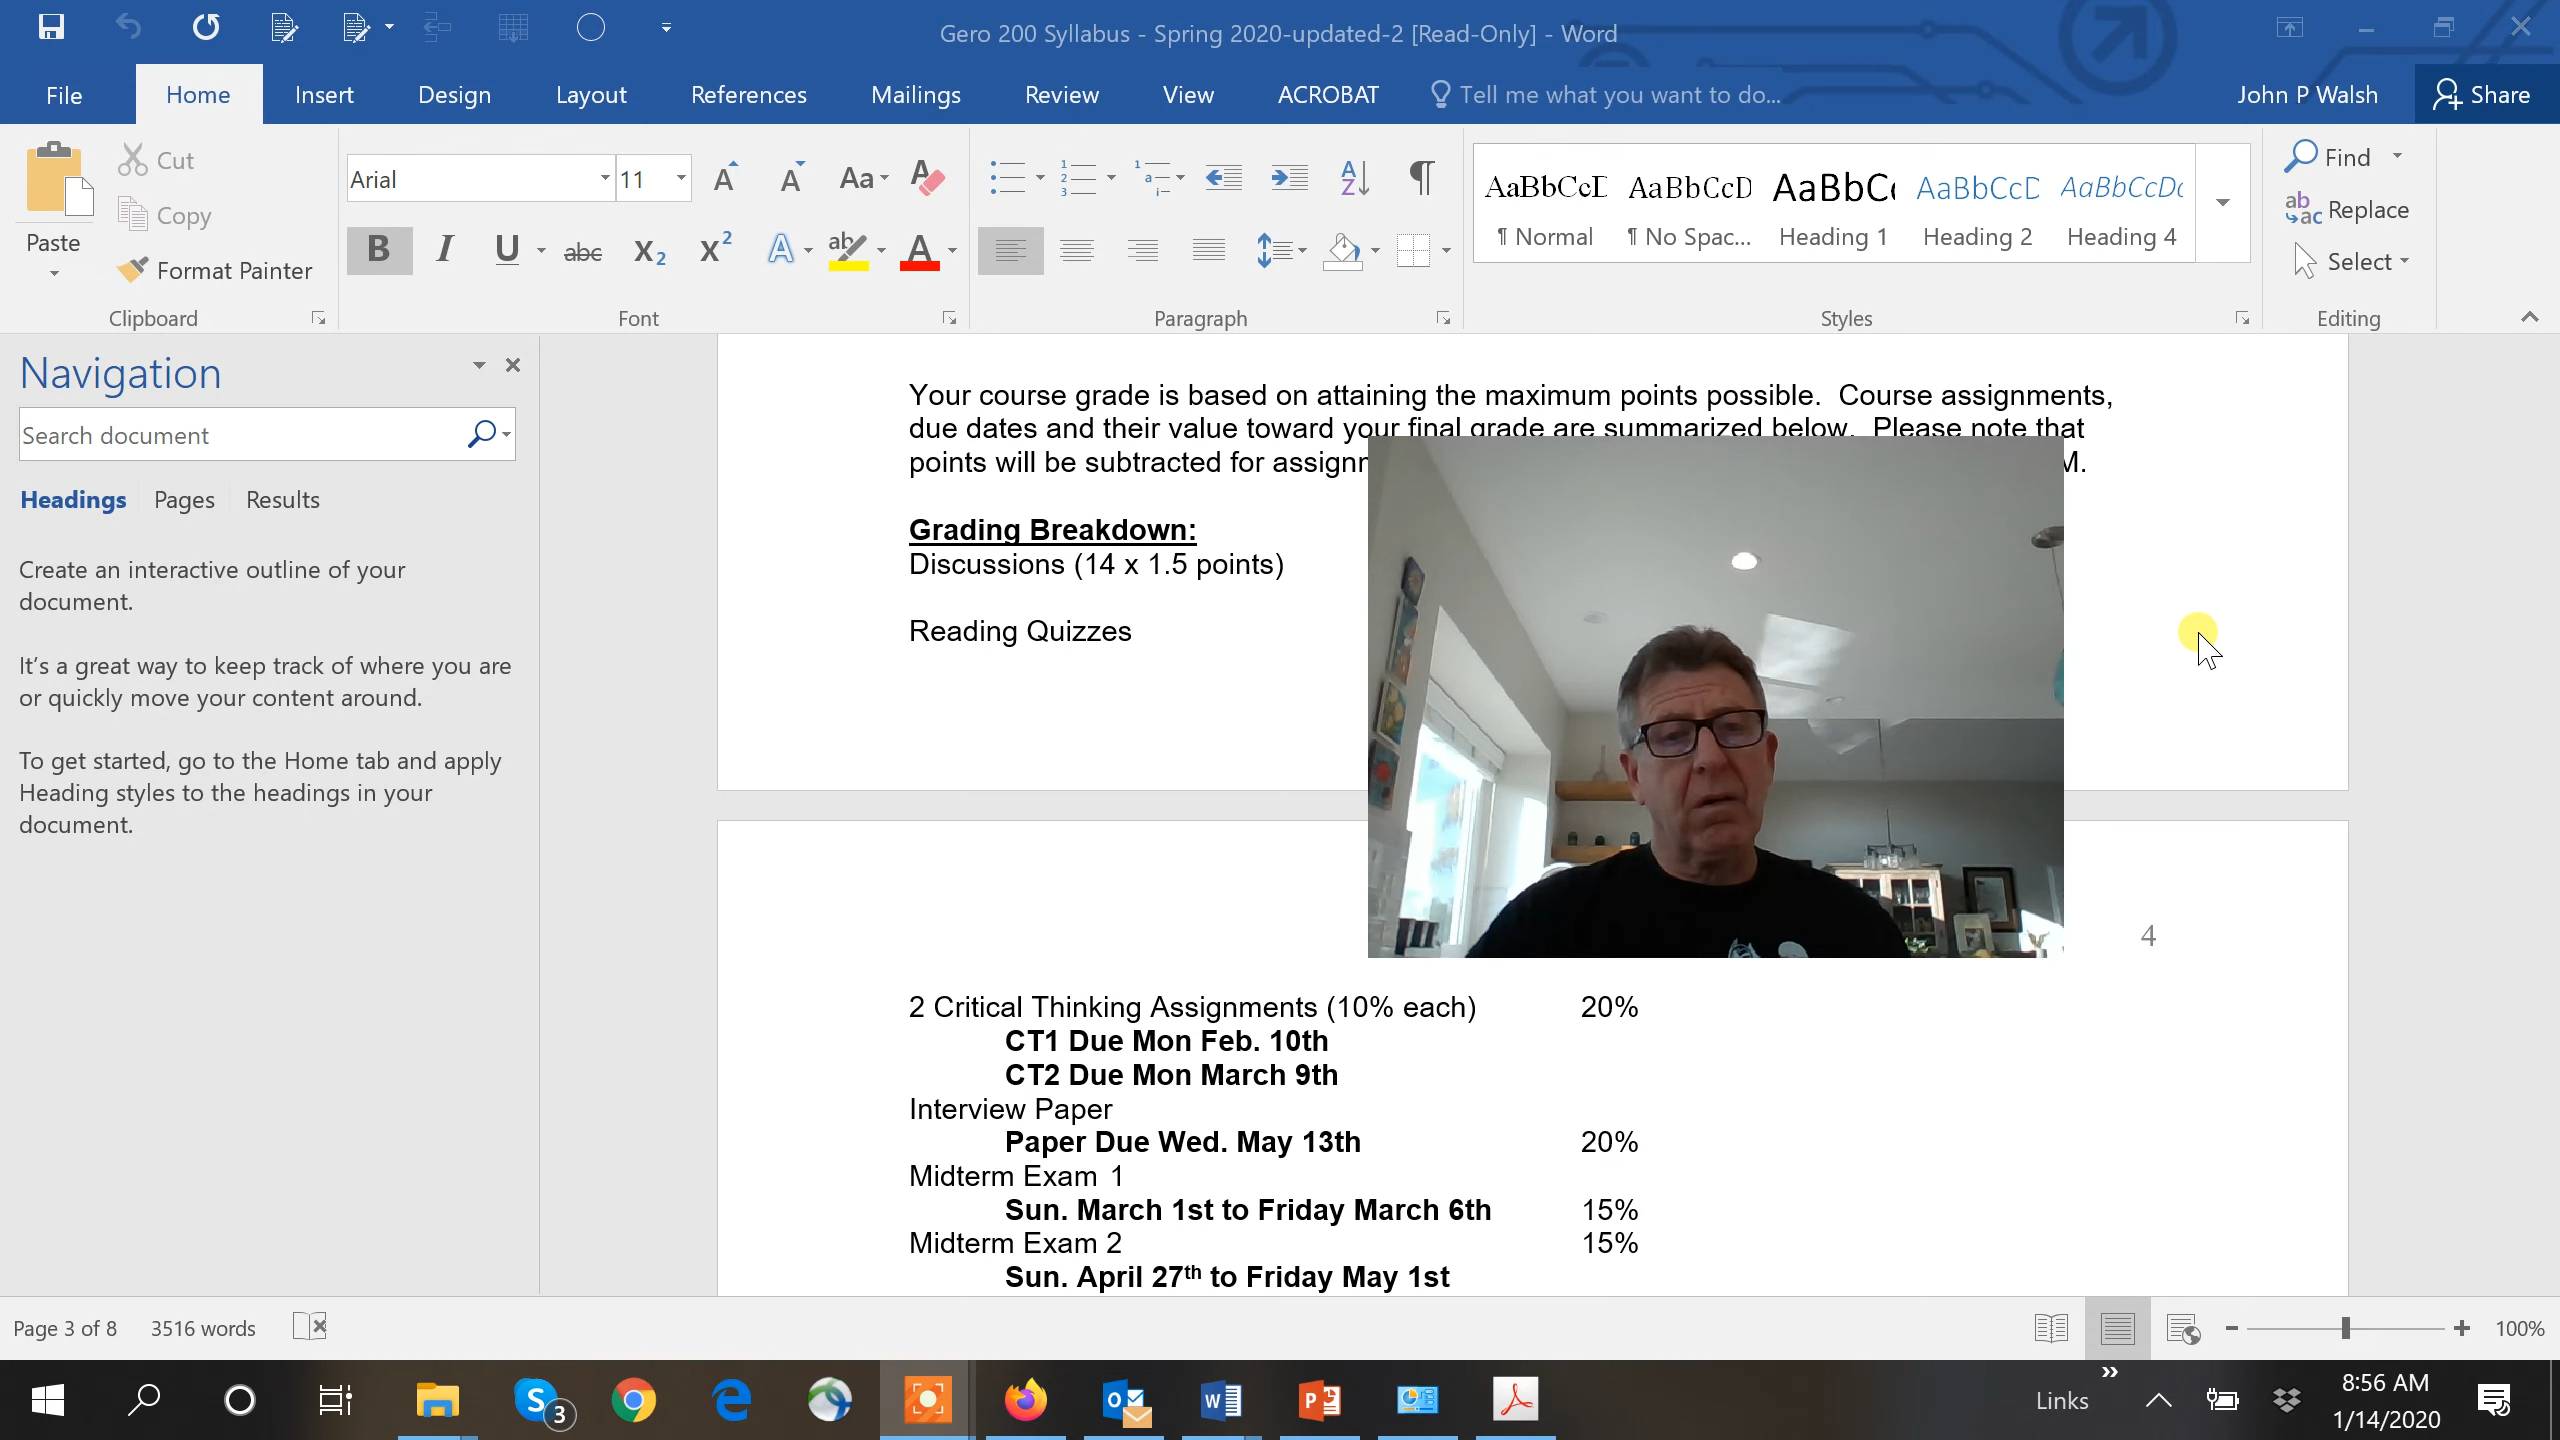 Gero 200 Syllabus - Spring 2020-updated-2 [Read-Only] - Word
File Home Insert Design Layout References Mailings Review View ACROBAT Tell me what you want to do... John P Walsh Share
Paste
Cut
Copy
Format Painter
Clipboard
Arial 11
Font
Paragraph
AaBbCcD AaBbCcD AaBbCc AaBbCcD AaBbCcDc
¶ Normal ¶ No Spac... Heading 1 Heading 2 Heading 4
Styles
Find
Replace
Select
Editing
Navigation
Search document
Headings Pages Results
Create an interactive outline of your
document.
It's a great way to keep track of where you are
or quickly move your content around.
To get started, go to the Home tab and apply
Heading styles to the headings in your
document.
Your course grade is based on attaining the maximum points possible.  Course assignments,
due dates and their value toward your final grade are summarized below.  Please note that
points will be subtracted for
Grading Breakdown:
Discussions (14 x 1.5 points)
Reading Quizzes
4
2 Critical Thinking Assignments (10% each) 20%
CT1 Due Mon Feb. 10th
CT2 Due Mon March 9th
Interview Paper
Paper Due Wed. May 13th 20%
Midterm Exam 1
Sun. March 1st to Friday March 6th 15%
Midterm Exam 2 15%
Sun. April 27th to Friday May 1st
Page 3 of 8 3516 words 100%
3
Links
8:56 AM
1/14/2020